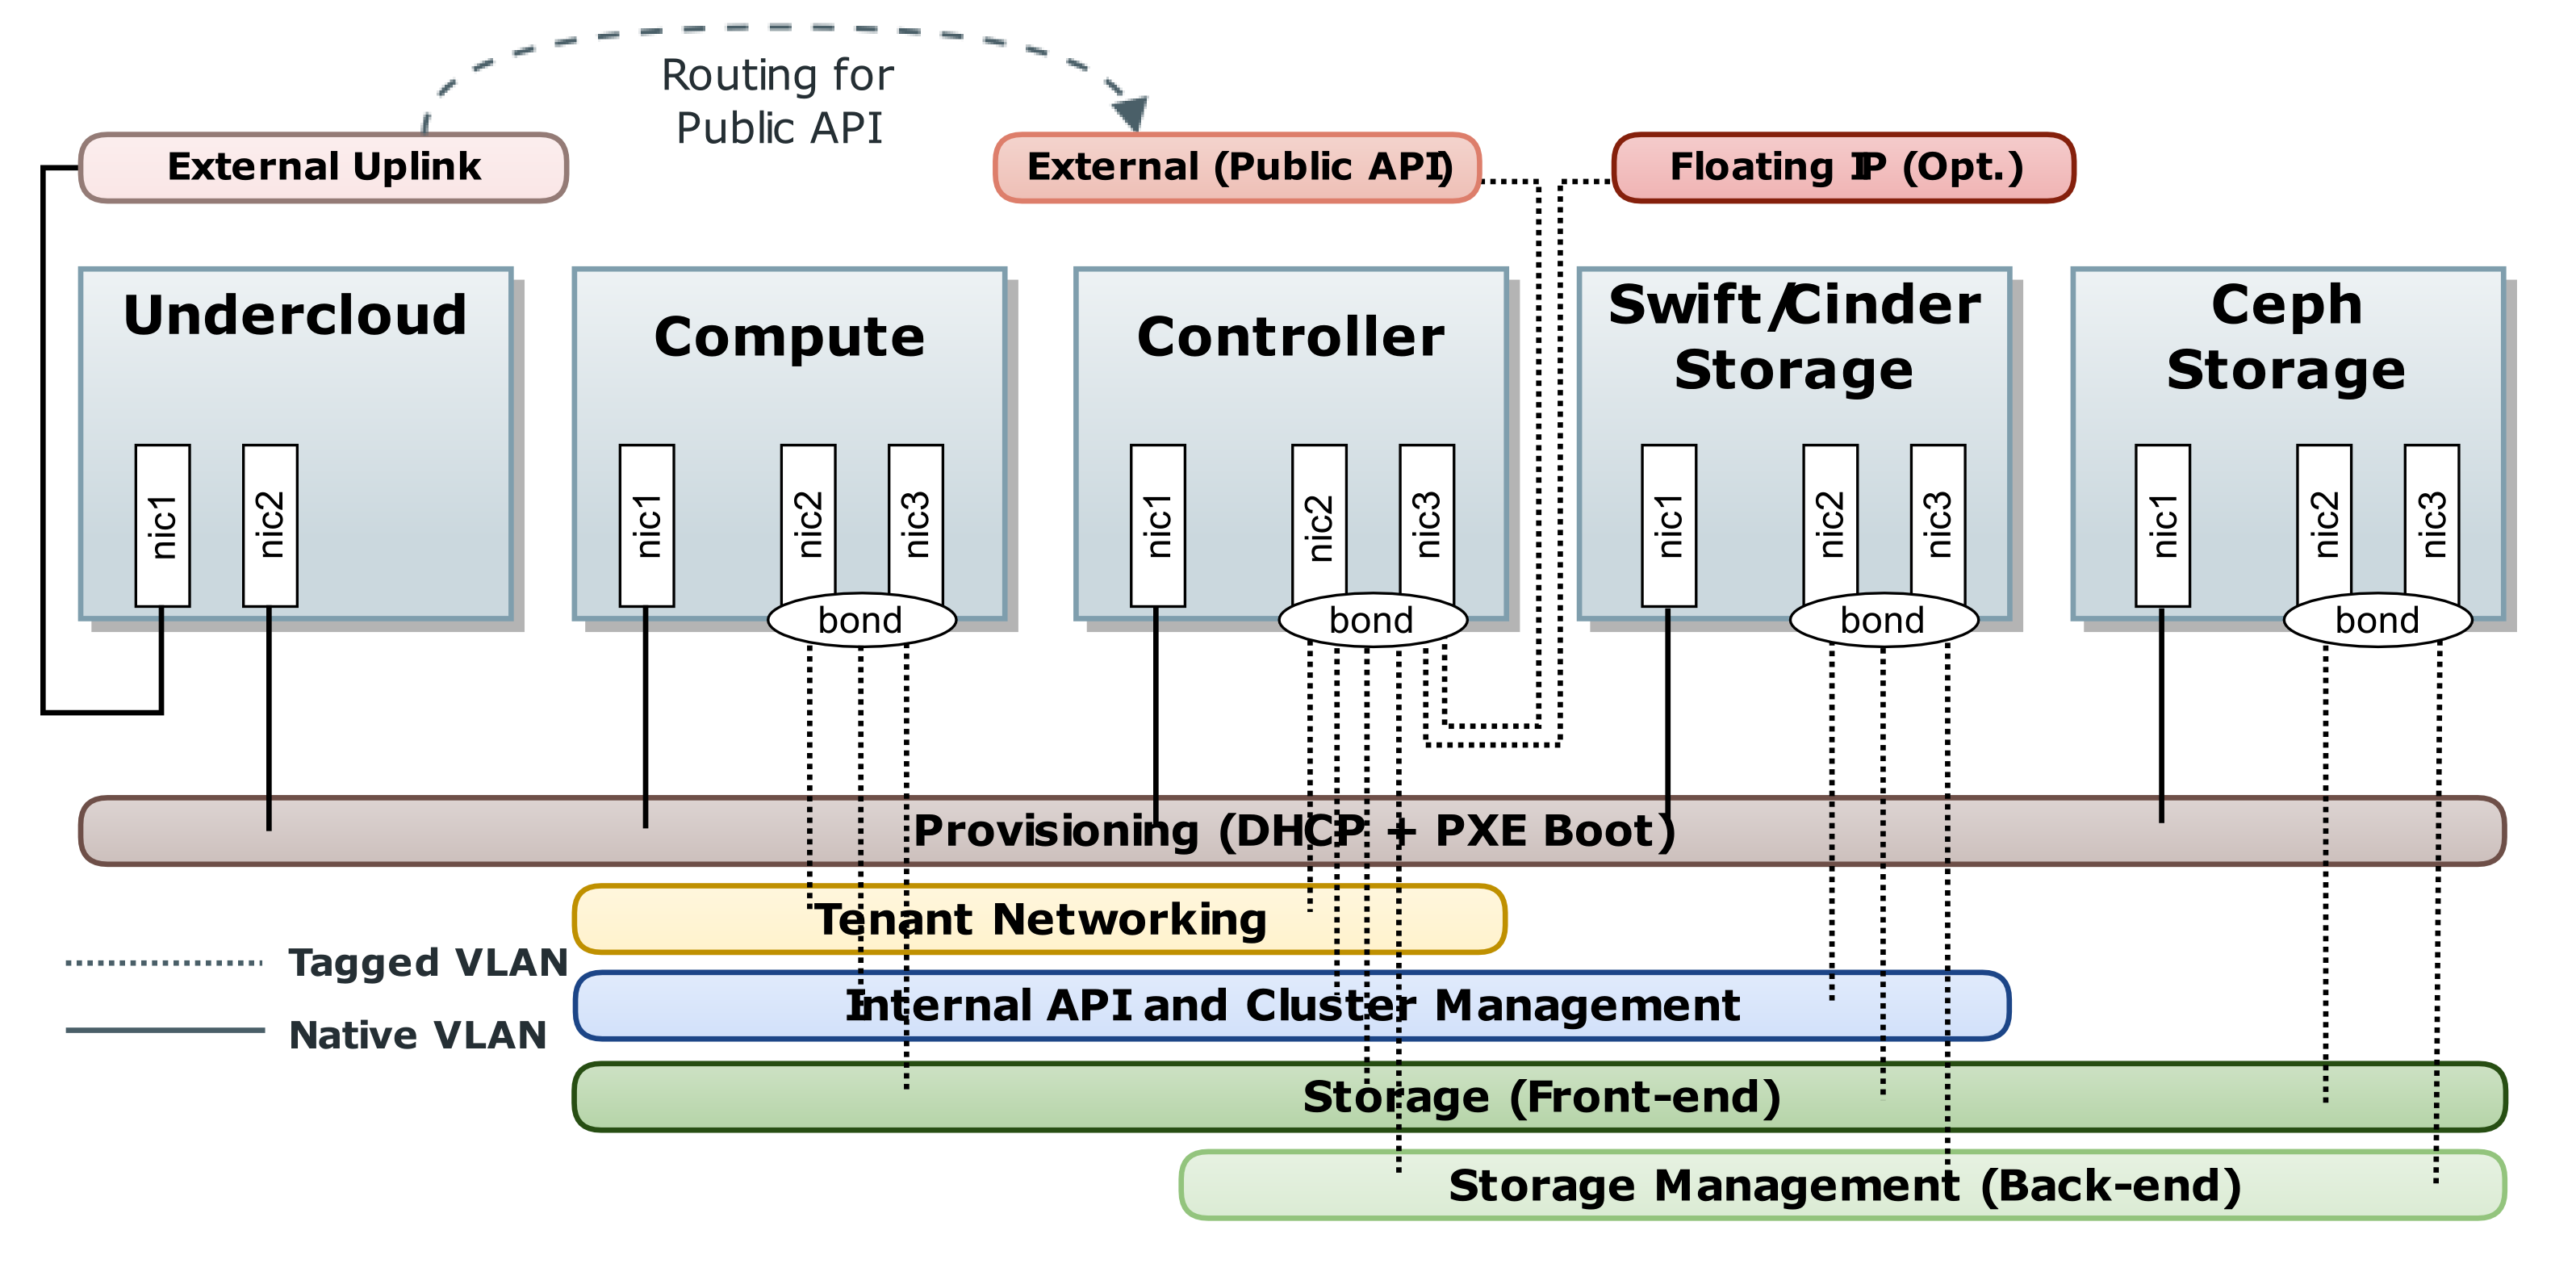 Routing for
Public API
External Uplink
External (Public API)
Floating IP (Opt.)
Undercloud
Compute
Controller
Swift/Cinder
Storage
Ceph
Storage
nic1
nic2
nic1
nic2
nic3
nic1
nic2
nic3
nic1
nic2
nic3
nic1
nic2
nic3
bond
bond
bond
bond
Provisioning (DHCP + PXE Boot)
Tenant Networking
Tagged VLAN
Internal API and Cluster Management
Native VLAN
Storage (Front-end)
Storage Management (Back-end)